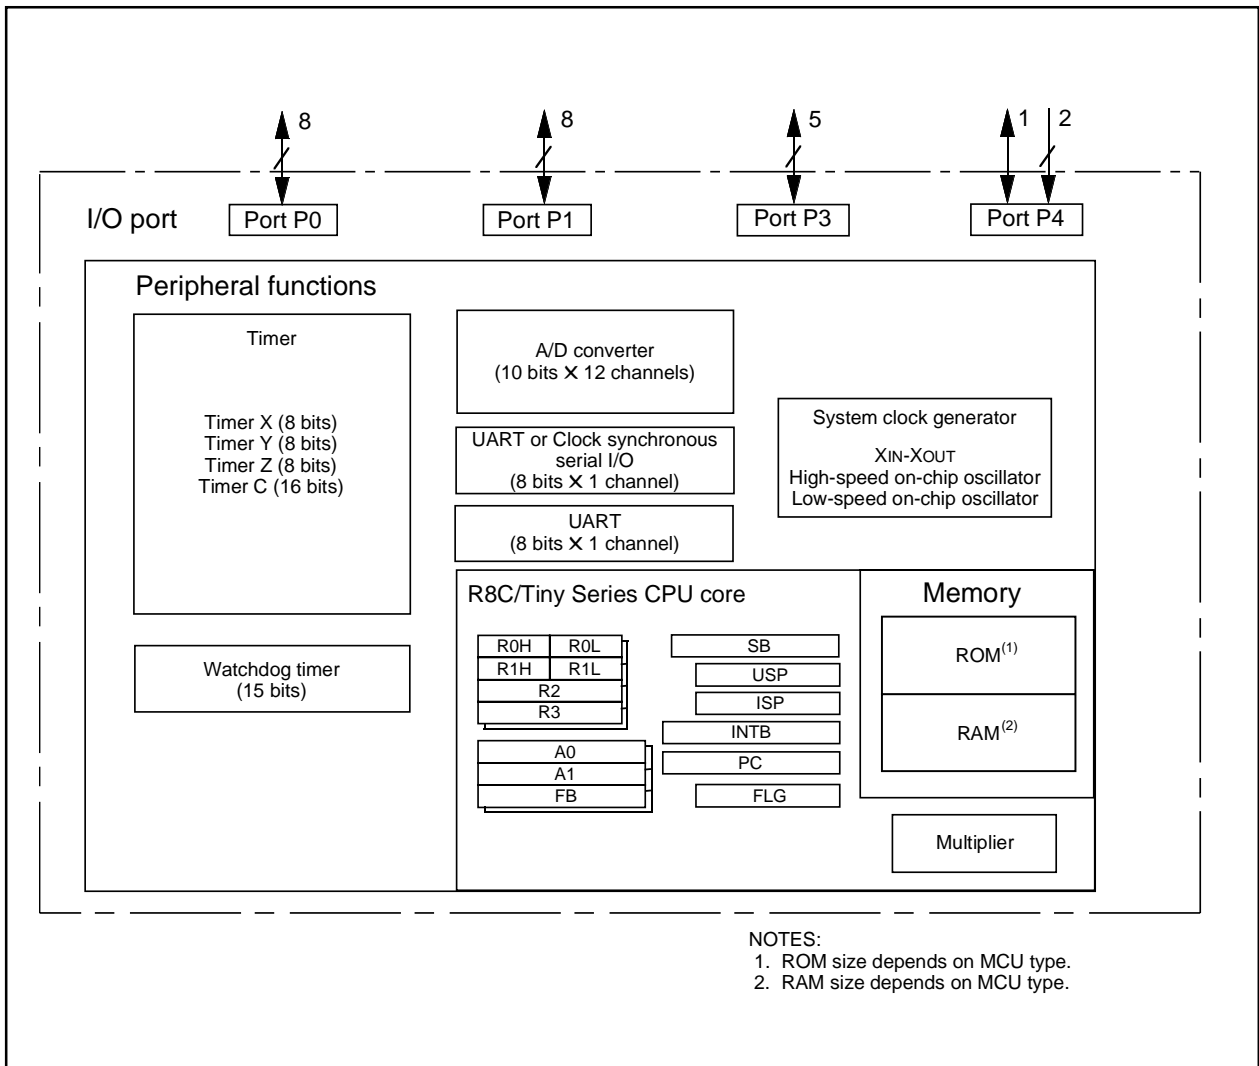 8
8
5
1
2
I/O port
Port P0
Port P1
Port P3
Port P4
Peripheral functions
Timer
Timer X (8 bits)
Timer Y (8 bits)
Timer Z (8 bits)
Timer C (16 bits)
Watchdog timer
(15 bits)
A/D converter
(10 bits X 12 channels)
UART or Clock synchronous
serial I/O
(8 bits X 1 channel)
UART
(8 bits X 1 channel)
System clock generator
XIN-XOUT
High-speed on-chip oscillator
Low-speed on-chip oscillator
R8C/Tiny Series CPU core
R0H R0L
R1H R1L
R2
R3
A0
A1
FB
SB
USP
ISP
INTB
PC
FLG
Memory
ROM(1)
RAM(2)
Multiplier
NOTES:
1. ROM size depends on MCU type.
2. RAM size depends on MCU type.